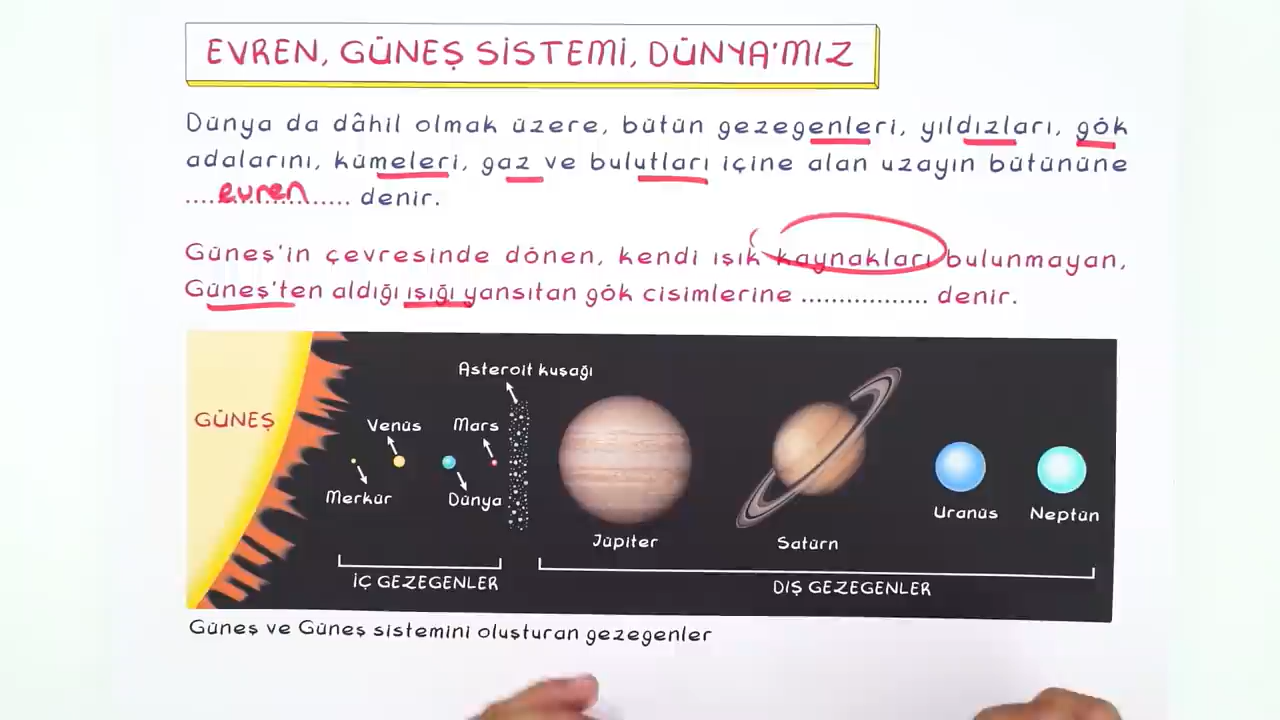 EVREN, GÜNEŞ SİSTEMİ, DÜNYA'MIZ
Dünya da dâhil olmak üzere, bütün gezegenleri, yıldızları, gök
adalarını, kümeleri, gaz ve bulutları içine alan uzayın bütününe
....evren............... denir.
Güneş'in çevresinde dönen, kendi ışık kaynakları bulunmayan,
Güneş'ten aldığı ışığı yansıtan gök cisimlerine ................. denir.
Asteroit kuşağı
GÜNEŞ
Venüs
Mars
Merkür
Dünya
Jüpiter
Satürn
Uranüs
Neptün
İÇ GEZEGENLER
DIŞ GEZEGENLER
Güneş ve Güneş sistemini oluşturan gezegenler